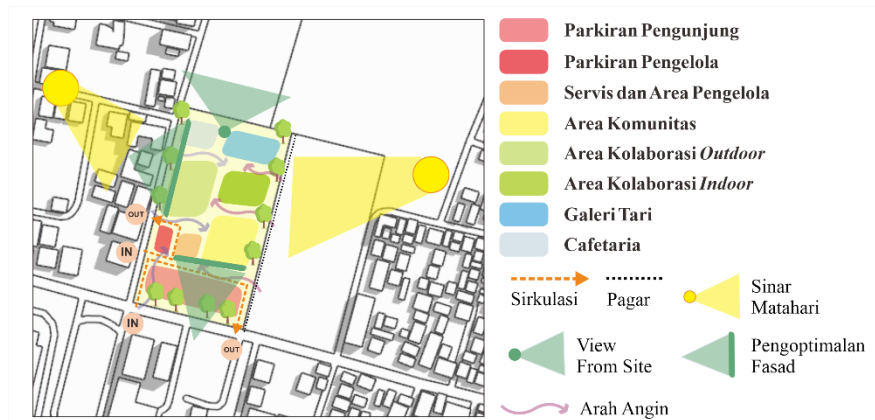 Parkiran Pengunjung
Parkiran Pengelola
Servis dan Area Pengelola
Area Komunitas
Area Kolaborasi Outdoor
Area Kolaborasi Indoor
Galeri Tari
Cafetaria
Sirkulasi
Pagar
Sinar
Matahari
View
From Site
Pengoptimalan
Fasad
Arah Angin
OUT
IN
IN
OUT